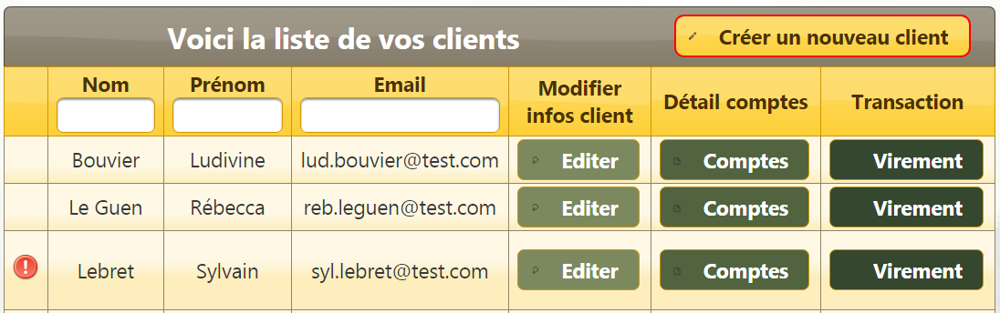 Voici la liste de vos clients
Créer un nouveau client
Nom Prénom Email Modifier infos client Détail comptes Transaction
Bouvier Ludivine lud.bouvier@test.com Editer Comptes Virement
Le Guen Rébecca reb.leguen@test.com Editer Comptes Virement
! Lebret Sylvain syl.lebret@test.com Editer Comptes Virement